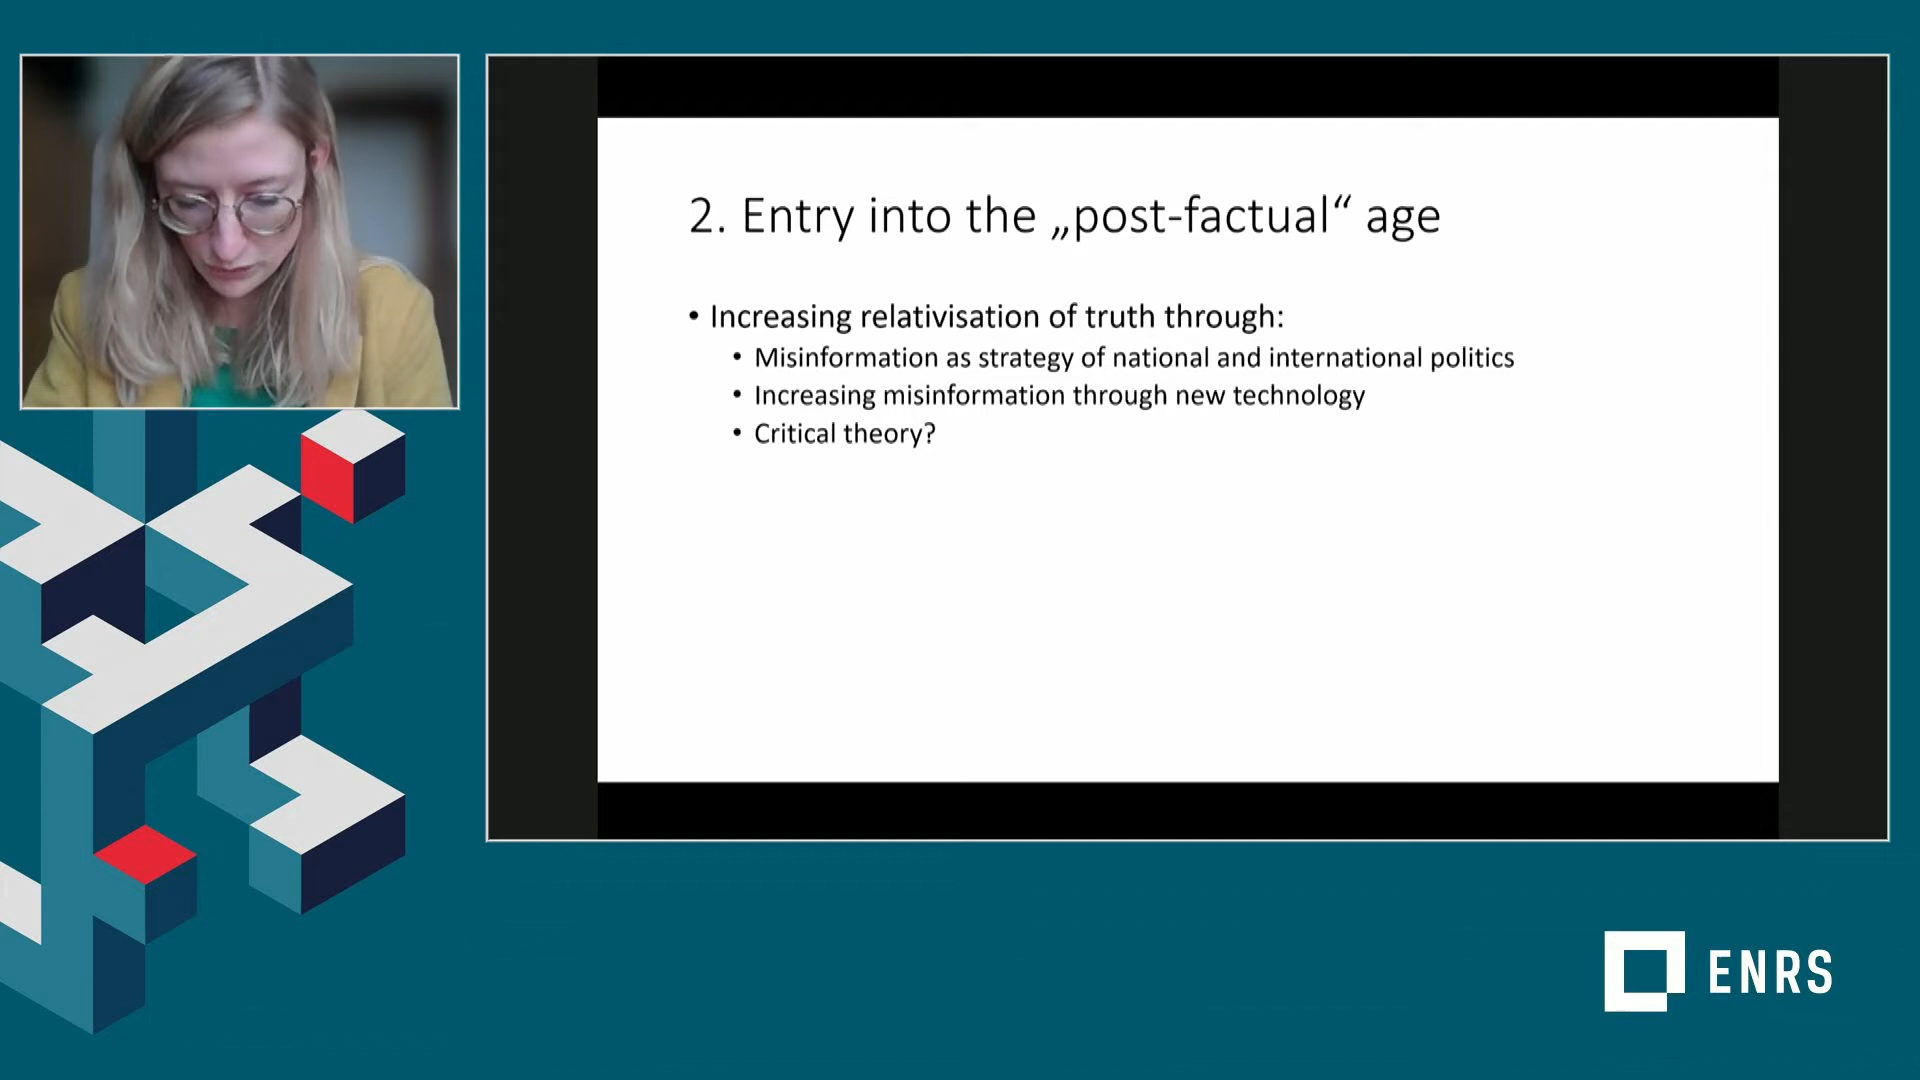 2. Entry into the „post-factual“ age
• Increasing relativisation of truth through:
• Misinformation as strategy of national and international politics
• Increasing misinformation through new technology
• Critical theory?
ENRS